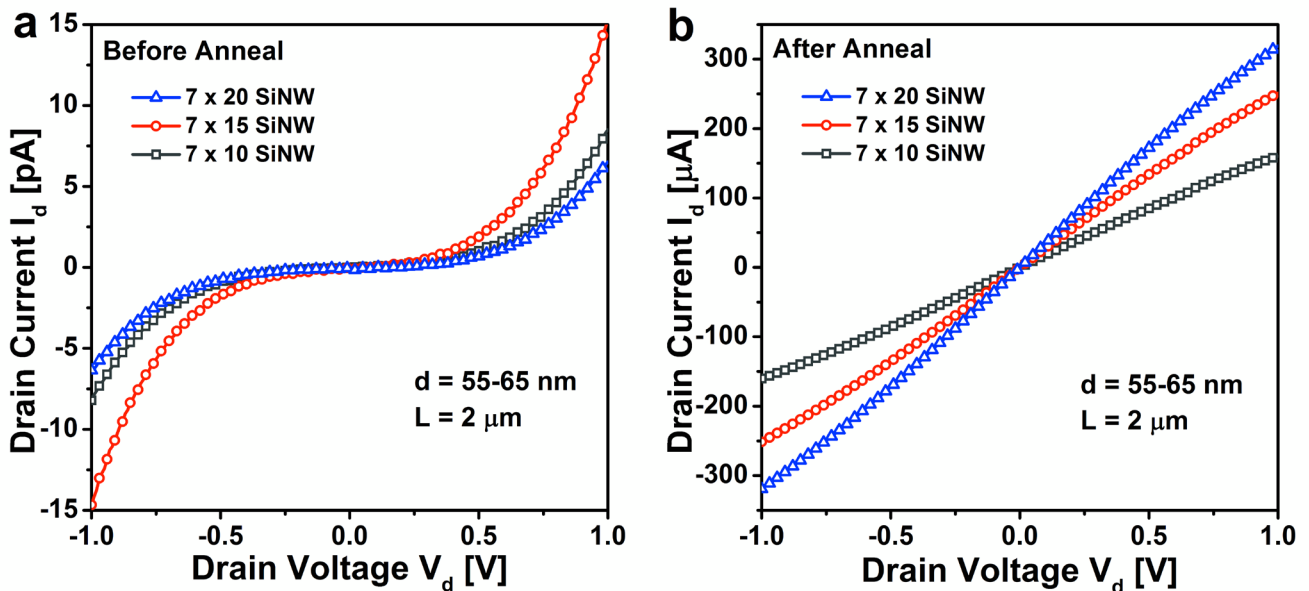 a
Before Anneal
7 x 20 SiNW
7 x 15 SiNW
7 x 10 SiNW
d = 55-65 nm
L = 2 μm
15
10
5
0
-5
-10
-15
-1.0
-0.5
0.0
0.5
1.0
Drain Current I_d [pA]
Drain Voltage V_d [V]
b
After Anneal
7 x 20 SiNW
7 x 15 SiNW
7 x 10 SiNW
d = 55-65 nm
L = 2 μm
300
200
100
0
-100
-200
-300
-1.0
-0.5
0.0
0.5
1.0
Drain Current I_d [μA]
Drain Voltage V_d [V]